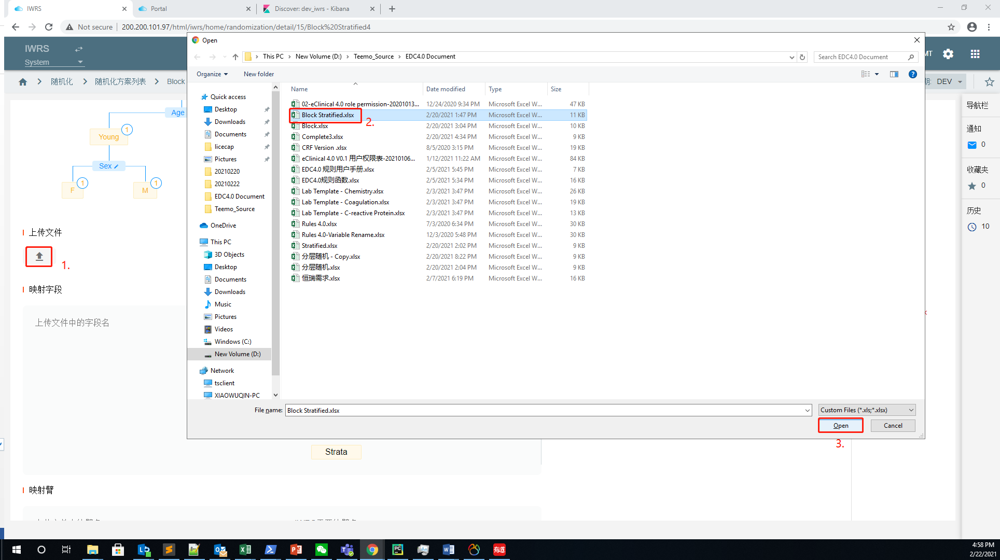 IWRS
Portal
Discover: dev_iwrs - Kibana
Not secure
200.200.101.97/html/iwrs/home/randomization/detail/15/Block%20Stratified4
IWRS
System
MT
随机化
随机化方案列表
Block
期:
DEV
Age
Young
1
Sex
F
1
M
1
上传文件
1.
映射字段
上传文件中的字段名
Strata
映射臂
导航栏
通知
0
收藏夹
0
历史
10
Open
This PC
New Volume (D:)
Teemo_Source
EDC4.0 Document
Search EDC4.0 Document
Organize
New folder
Quick access
Desktop
Downloads
Documents
licecap
Pictures
20210220
20210222
EDC4.0 Document
Teemo_Source
OneDrive
This PC
3D Objects
Desktop
Documents
Downloads
Music
Pictures
Videos
Windows (C:)
New Volume (D:)
Network
tsclient
XIAOWUQIN-PC
Name Date modified Type Size
02-eClinical 4.0 role permission-20201013... 12/24/2020 9:34 PM Microsoft Excel W... 47 KB
Block Stratified.xlsx 2/20/2021 1:47 PM Microsoft Excel W... 11 KB
2.
Block.xlsx 2/20/2021 3:04 PM Microsoft Excel W... 10 KB
Complete3.xlsx 2/20/2021 4:34 PM Microsoft Excel W... 9 KB
CRF Version .xlsx 8/5/2020 3:15 PM Microsoft Excel W... 19 KB
eClinical 4.0 V0.1 用户权限表-20210106... 1/12/2021 11:22 AM Microsoft Excel W... 84 KB
EDC4.0 规则用户手册.xlsx 2/5/2021 5:45 PM Microsoft Excel W... 7 KB
EDC4.0规则函数.xlsx 2/5/2021 5:34 PM Microsoft Excel W... 16 KB
Lab Template - Chemistry.xlsx 2/3/2021 3:47 PM Microsoft Excel W... 26 KB
Lab Template - Coagulation.xlsx 2/3/2021 3:47 PM Microsoft Excel W... 19 KB
Lab Template - C-reactive Protein.xlsx 2/3/2021 3:47 PM Microsoft Excel W... 13 KB
Rules 4.0.xlsx 7/3/2020 6:34 PM Microsoft Excel W... 30 KB
Rules 4.0-Variable Rename.xlsx 12/3/2020 5:48 PM Microsoft Excel W... 30 KB
Stratified.xlsx 2/20/2021 2:02 PM Microsoft Excel W... 9 KB
分层随机 - Copy.xlsx 2/20/2021 8:22 PM Microsoft Excel W... 9 KB
分层随机.xlsx 2/20/2021 2:04 PM Microsoft Excel W... 9 KB
恒瑞需求.xlsx 2/7/2021 6:19 PM Microsoft Excel W... 16 KB
File name: Block Stratified.xlsx
Custom Files (*.xls;*.xlsx)
Open
Cancel
3.
有道
4:58 PM
2/22/2021